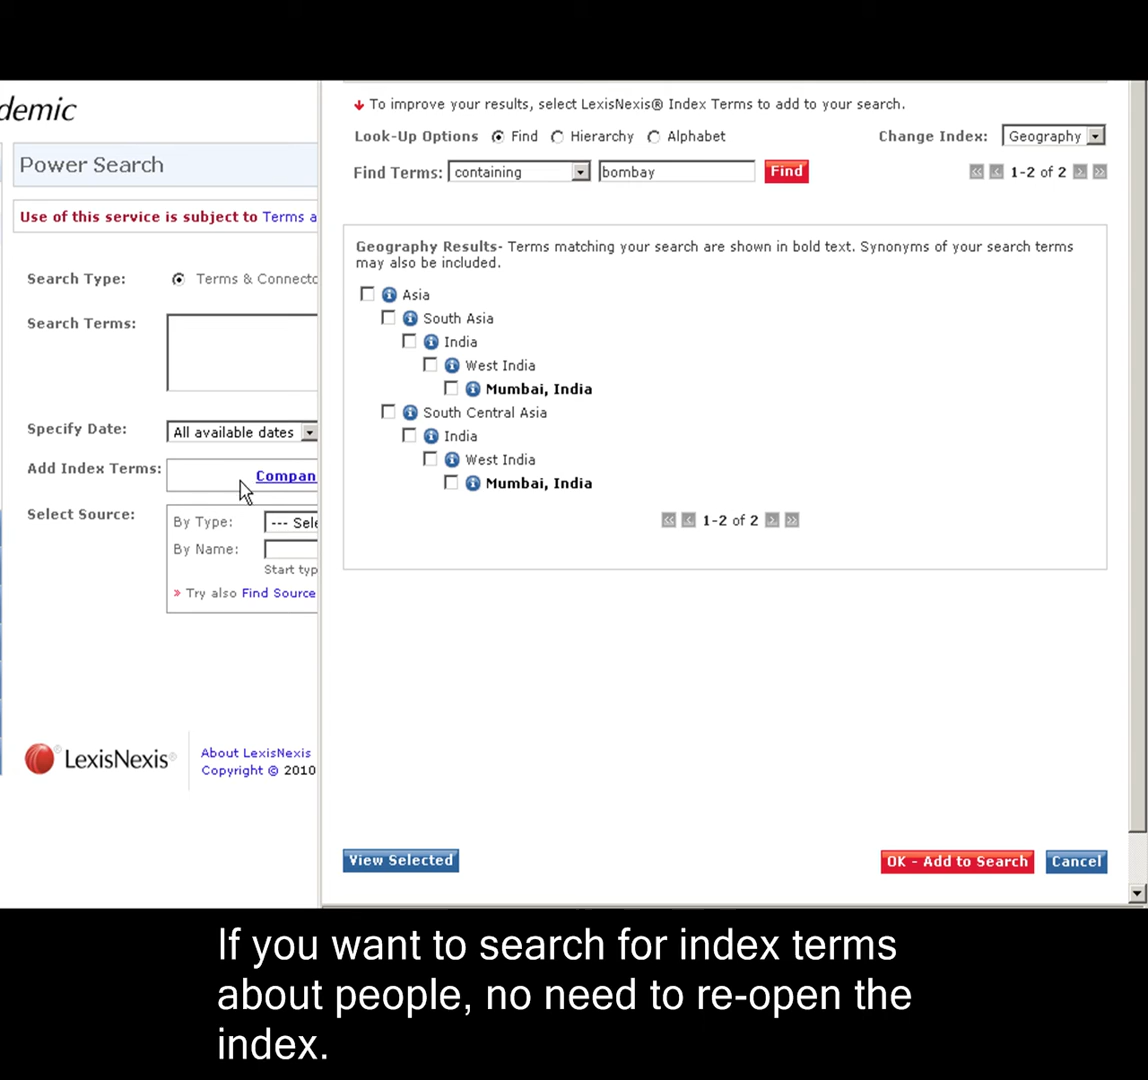 demic
Power Search
Use of this service is subject to Terms a
Search Type: Terms & Connecto
Search Terms:
Specify Date: All available dates
Add Index Terms: Compan
Select Source: By Type: --- Sele
By Name:
Start typ
» Try also Find Source
LexisNexis®
About LexisNexis
Copyright © 2010
To improve your results, select LexisNexis® Index Terms to add to your search.
Look-Up Options Find Hierarchy Alphabet Change Index: Geography
Find Terms: containing bombay Find 1-2 of 2
Geography Results- Terms matching your search are shown in bold text. Synonyms of your search terms
may also be included.
Asia
South Asia
India
West India
Mumbai, India
South Central Asia
India
West India
Mumbai, India
1-2 of 2
View Selected OK - Add to Search Cancel
If you want to search for index terms
about people, no need to re-open the
index.